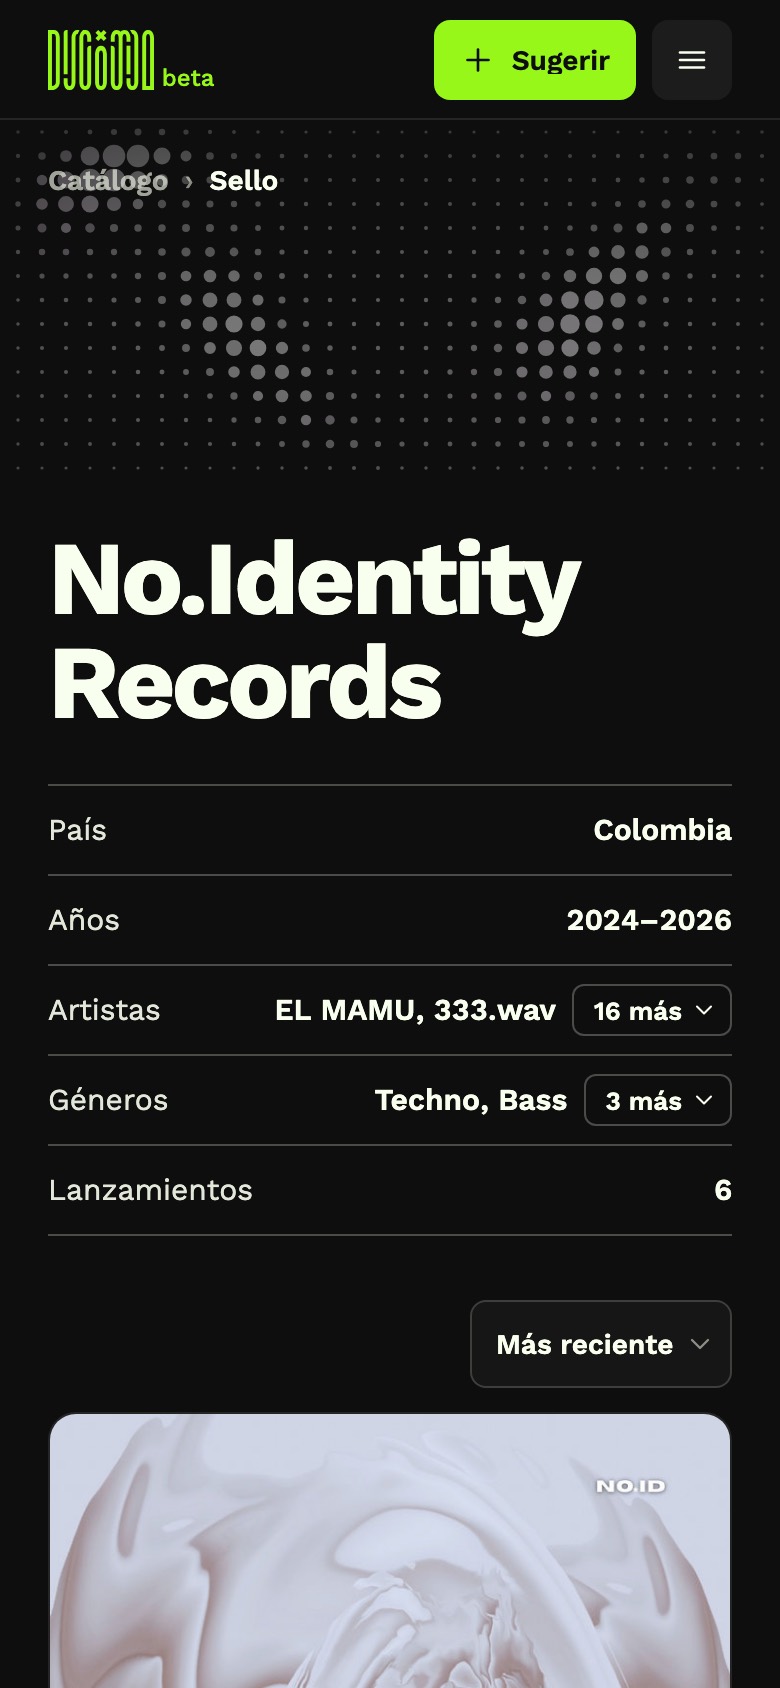 beta
Sugerir
Catálogo › Sello
No.Identity
Records
País Colombia
Años 2024–2026
Artistas EL MAMU, 333.wav 16 más
Géneros Techno, Bass 3 más
Lanzamientos 6
Más reciente
NO.ID